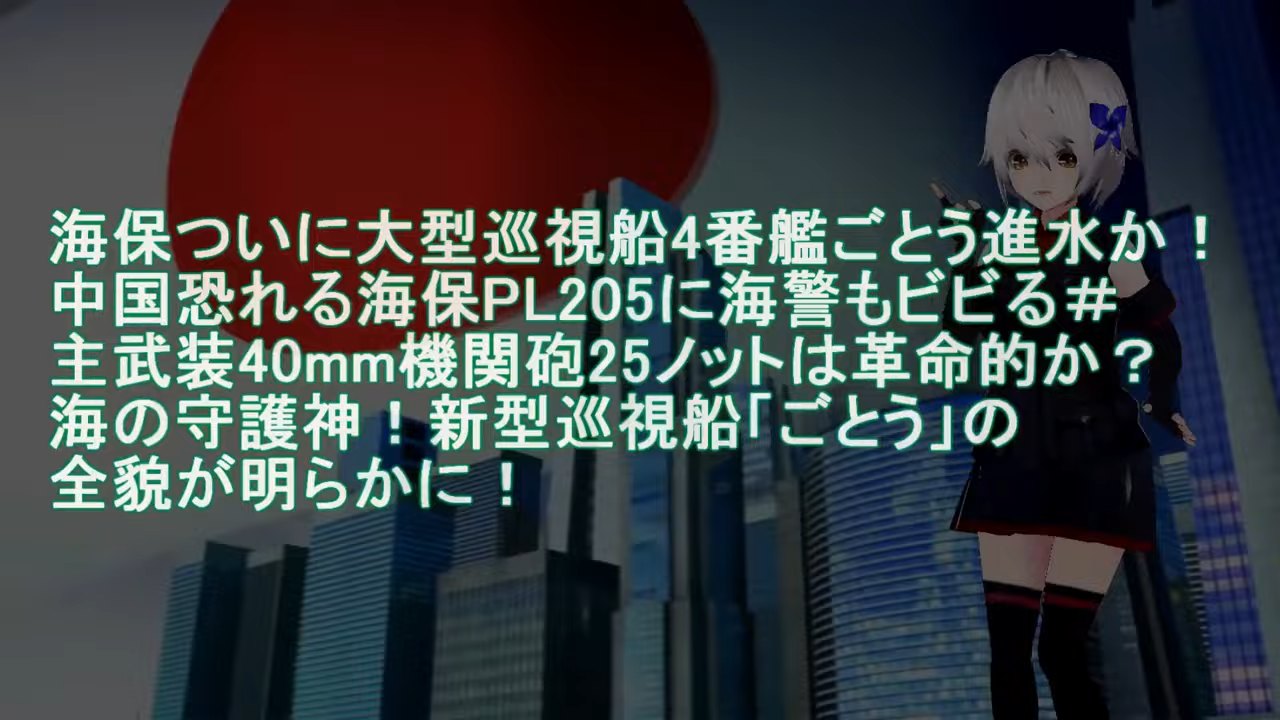 海保ついに大型巡視船4番艦ごとう進水か！
中国恐れる海保PL205に海警もビビる＃
主武装40mm機関砲25ノットは革命的か？
海の守護神！新型巡視船｢ごとう｣の
全貌が明らかに！